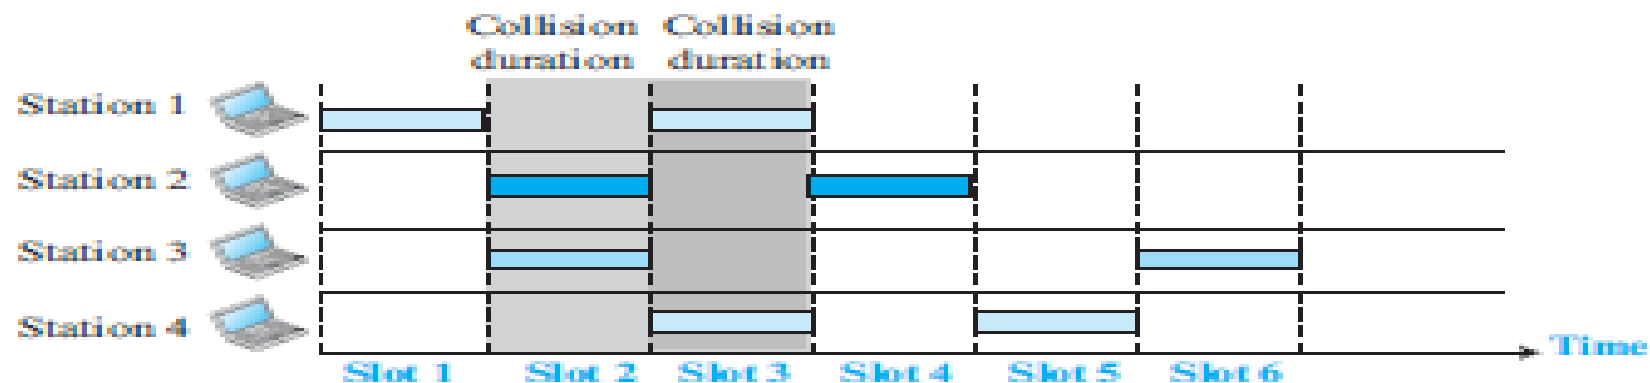 Collision Collision
duration duration
Station 1
Station 2
Station 3
Station 4
Slot 1 Slot 2 Slot 3 Slot 4 Slot 5 Slot 6
Time